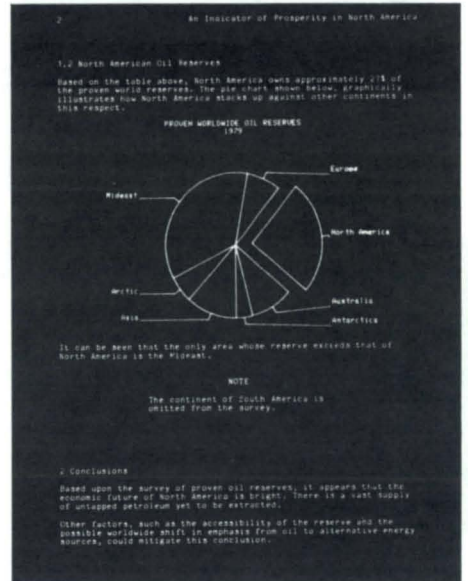 2 An Indicator of Prosperity in North America
1.2 North American Oil Reserves
Based on the table above, North America owns approximately 27% of
the proven world reserves. The pie chart shown below, graphically
illustrates how North America stacks up against other continents in
this respect.
PROVEN WORLDWIDE OIL RESERVES
1979
Europe
Mideast
North America
Arctic
Australia
Asia
Antarctica
It can be seen that the only area whose reserve exceeds that of
North America is the Mideast.
NOTE
The continent of South America is
omitted from the survey.
2 Conclusions
Based upon the survey of proven oil reserves, it appears that the
economic future of North America is bright. There is a vast supply
of untapped petroleum yet to be extracted.
Other factors, such as the accessibility of the reserve and the
possible worldwide shift in emphasis from oil to alternative energy
sources, could mitigate this conclusion.